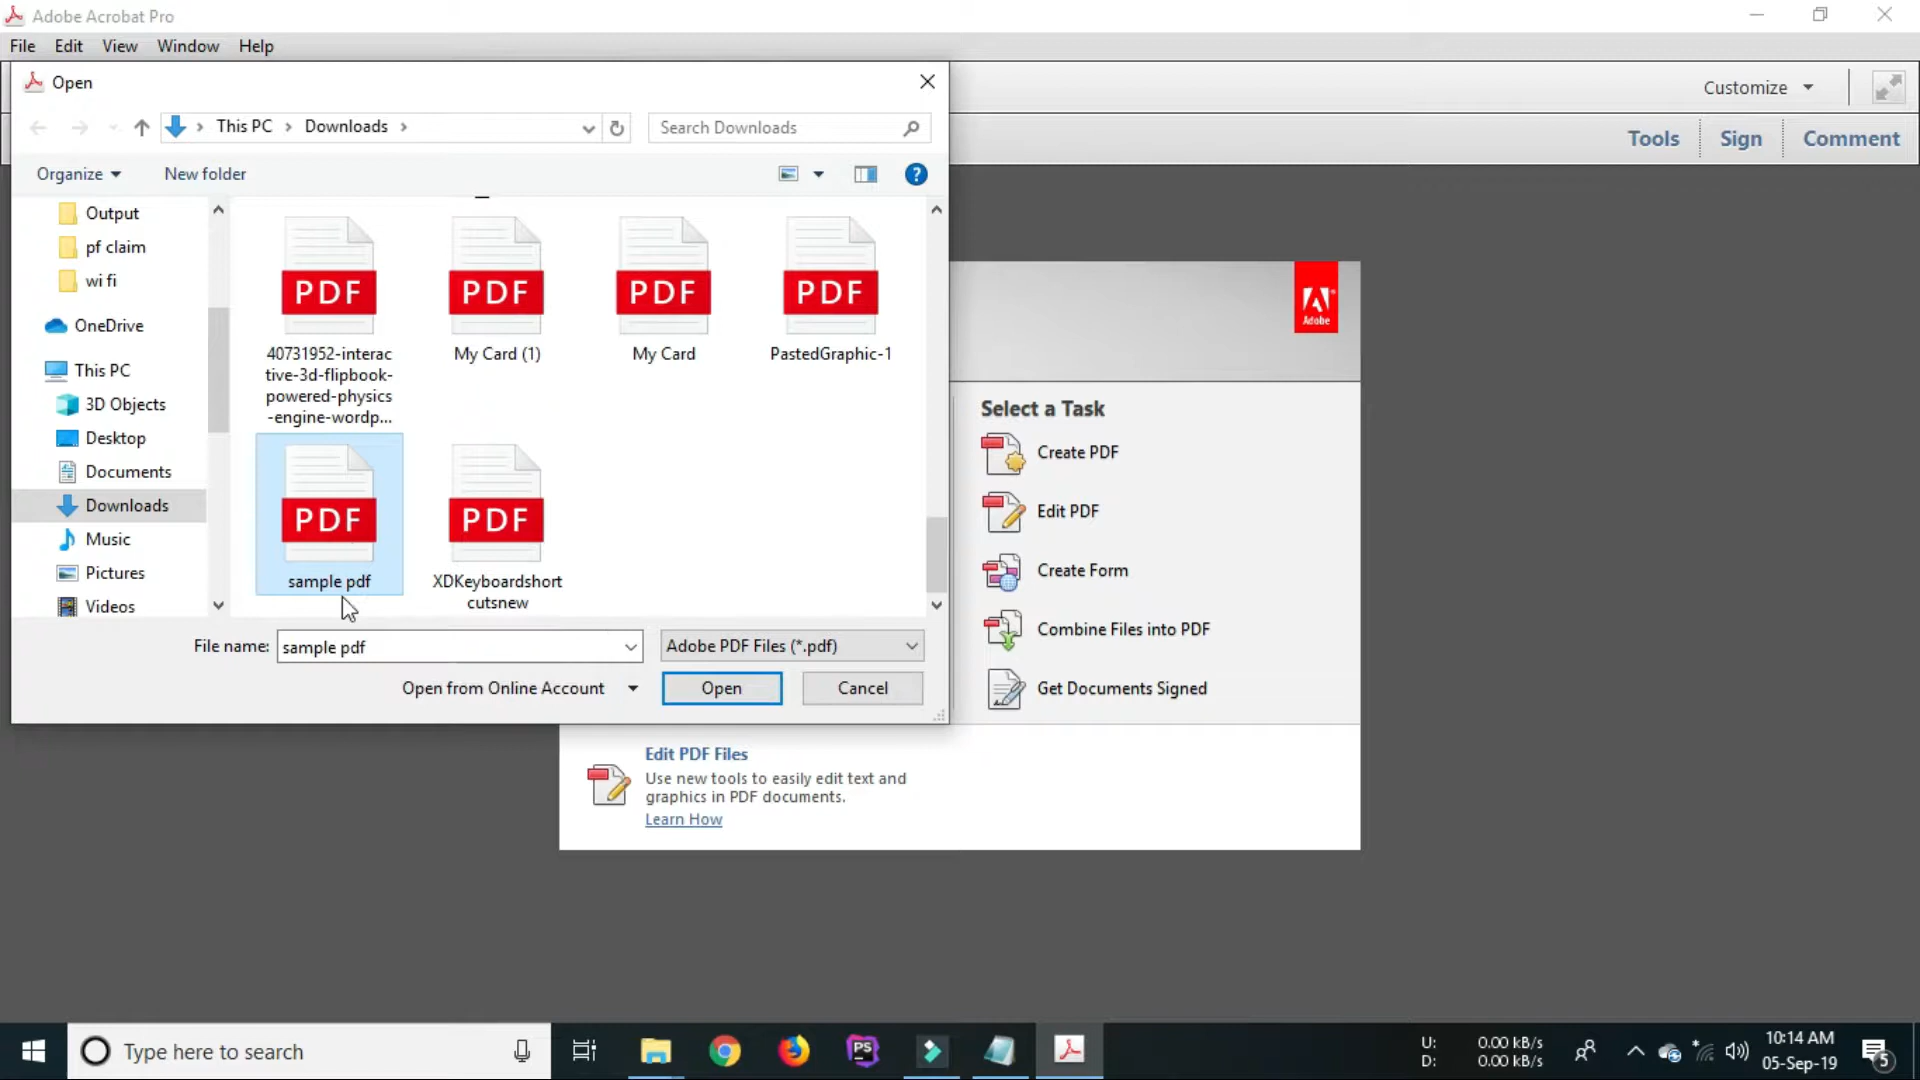 Adobe Acrobat Pro
File Edit View Window Help
Open
This PC Downloads
Search Downloads
Customize
Tools Sign Comment
Organize New folder
?
Output
pf claim
wi fi
OneDrive
This PC
3D Objects
Desktop
Documents
Downloads
Music
Pictures
Videos
PDF PDF PDF PDF
40731952-interac
tive-3d-flipbook-
powered-physics
-engine-wordp...
My Card (1)
My Card
PastedGraphic-1
PDF PDF
sample pdf
XDKeyboardshort
cutsnew
File name: sample pdf
Adobe PDF Files (*.pdf)
Open from Online Account
Open Cancel
Adobe
Select a Task
Create PDF
Edit PDF
Create Form
Combine Files into PDF
Get Documents Signed
Edit PDF Files
Use new tools to easily edit text and
graphics in PDF documents.
Learn How
Type here to search
PS
U: 0.00 kB/s
D: 0.00 kB/s
10:14 AM
05-Sep-19
5